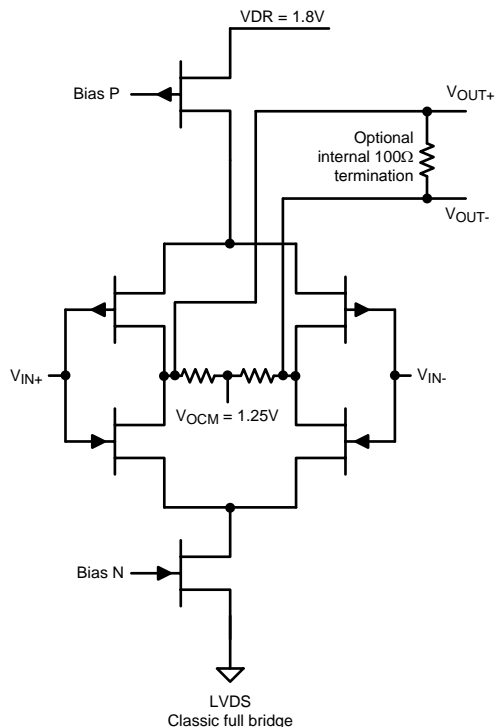 VDR = 1.8V
Bias P
VOUT+
Optional
internal 100Ω
termination
VOUT-
VIN+
VIN-
VOCM = 1.25V
Bias N
LVDS
Classic full bridge